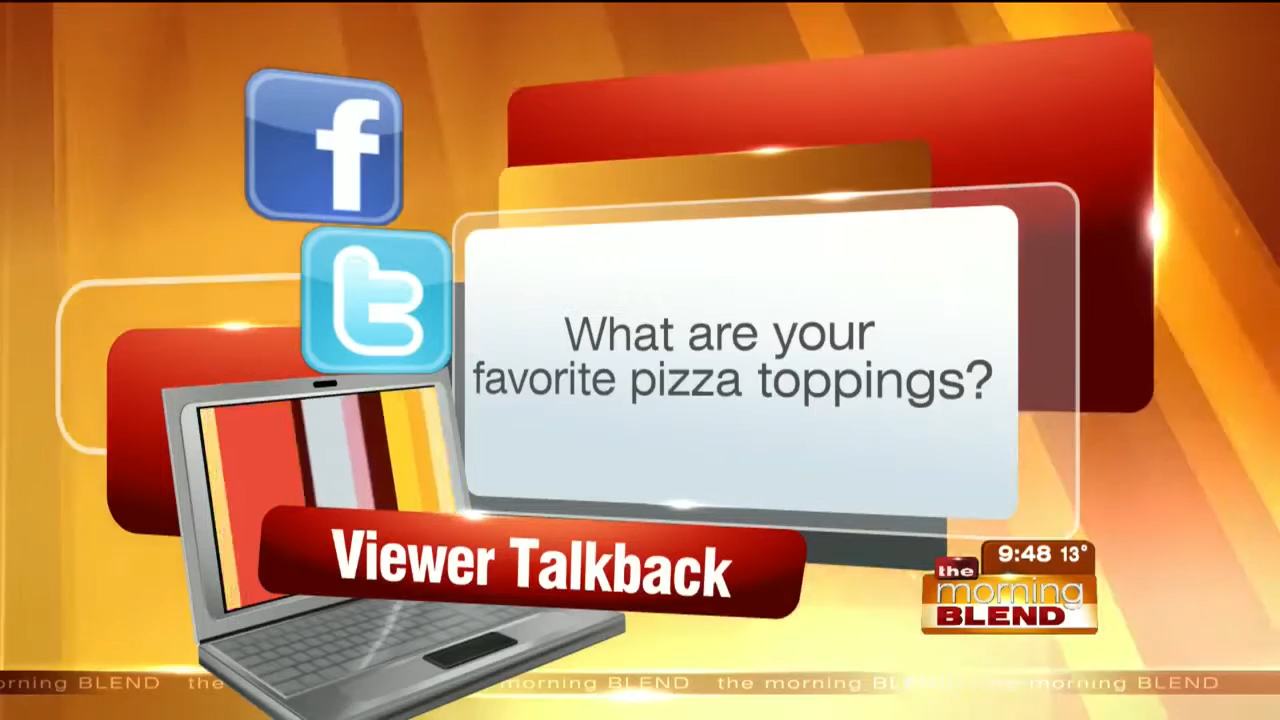 f
t
What are your
favorite pizza toppings?
Viewer Talkback
9:48 13°
the
morning
BLEND
orning BLEND the morning BLEND the morning BL the morning BLEND